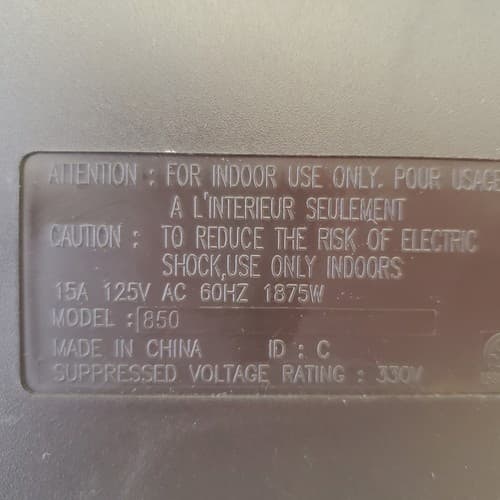 ATTENTION : FOR INDOOR USE ONLY. POUR USAGE
A L'INTERIEUR SEULEMENT
CAUTION : TO REDUCE THE RISK OF ELECTRIC
SHOCK,USE ONLY INDOORS
15A 125V AC 60HZ 1875W
MODEL : 850
MADE IN CHINA ID : C
SUPPRESSED VOLTAGE RATING : 330V